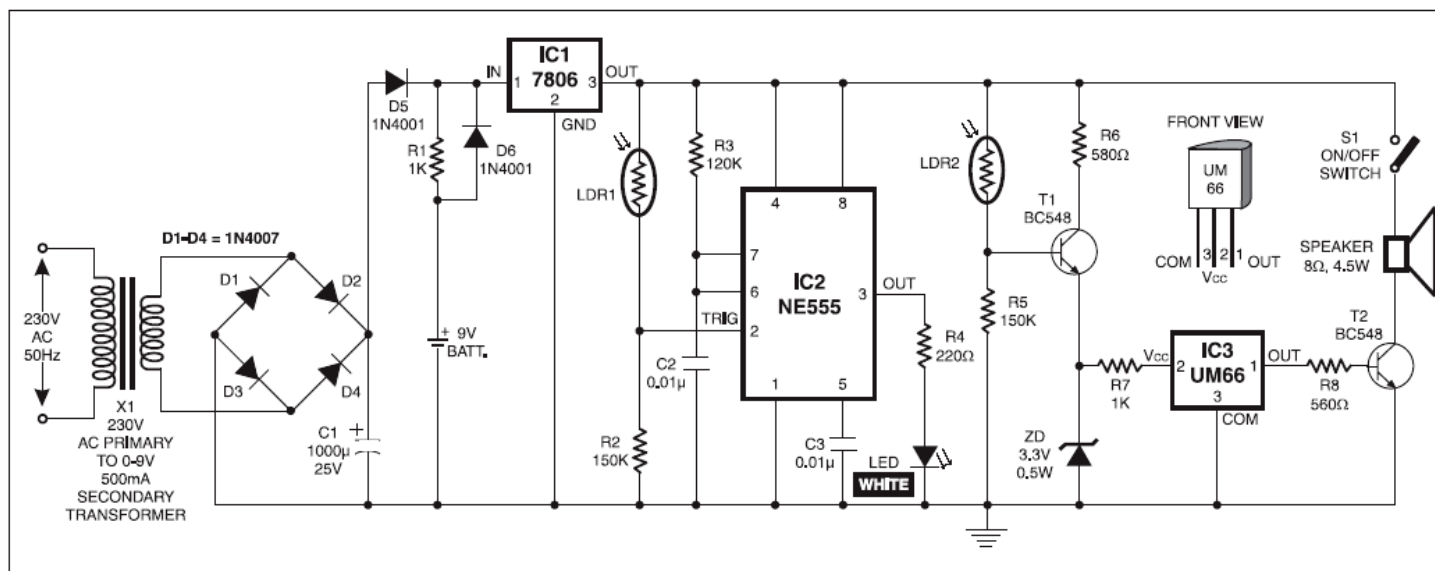 230V
AC
50Hz
X1
230V
AC PRIMARY
TO 0-9V
500mA
SECONDARY
TRANSFORMER
D1-D4 = 1N4007
D1
D2
D3
D4
C1
1000µ
25V
+
D5
1N4001
R1
1K
D6
1N4001
+ 9V
BATT.
IN
1
IC1
7806
3
2
OUT
GND
LDR1
R2
150K
R3
120K
C2
0.01µ
TRIG
4
8
7
6
2
IC2
NE555
3
1
5
OUT
C3
0.01µ
R4
220Ω
LED
WHITE
LDR2
R5
150K
R6
580Ω
T1
BC548
ZD
3.3V
0.5W
R7
1K
Vcc
2
IC3
UM66
1
3
OUT
COM
R8
560Ω
FRONT VIEW
UM
66
3 2 1
COM
Vcc
OUT
S1
ON/OFF
SWITCH
SPEAKER
8Ω, 4.5W
T2
BC548